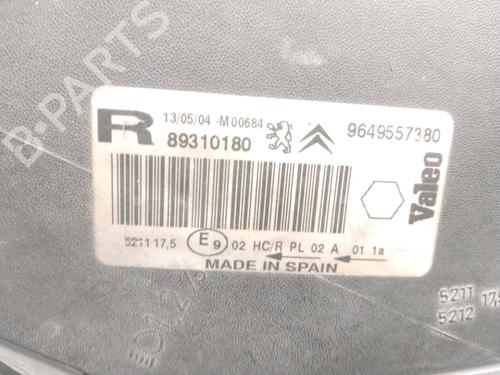 B-PARTS
R
13/05/04 -M00684
89310180
9649557380
Valeo
5211 17,5
E9 02 HC/R PL 02 A 01 1a
MADE IN SPAIN
5211
5212